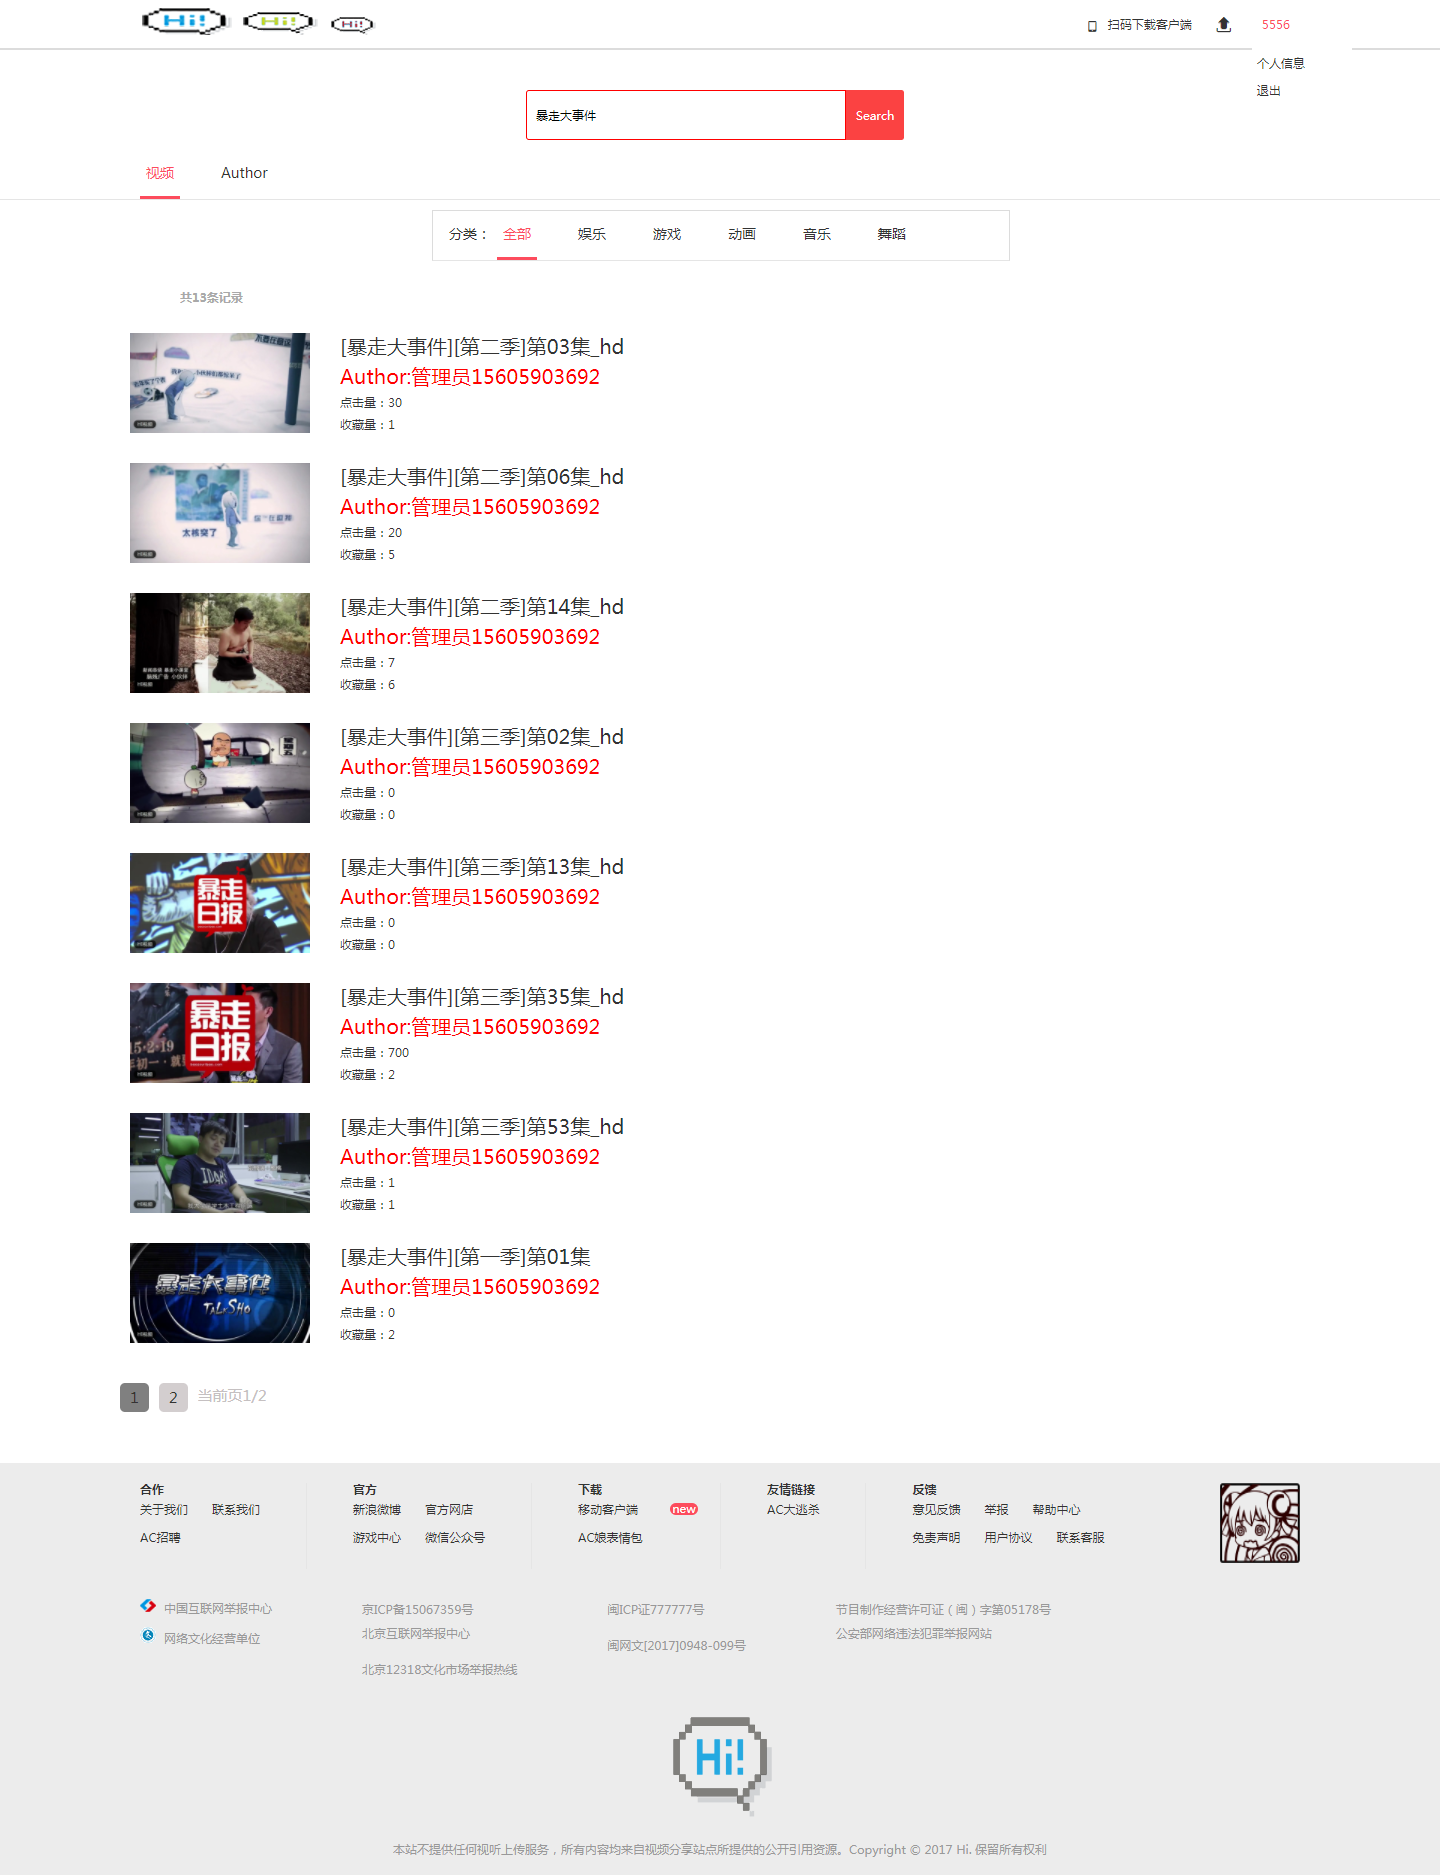 Hi! Hi! Hi!
扫码下载客户端
5556
个人信息
退出
暴走大事件
Search
视频 Author
分类： 全部 娱乐 游戏 动画 音乐 舞蹈
共13条记录
[暴走大事件][第二季]第03集_hd
Author:管理员15605903692
点击量：30
收藏量：1
[暴走大事件][第二季]第06集_hd
Author:管理员15605903692
点击量：20
收藏量：5
太核突了
[暴走大事件][第二季]第14集_hd
Author:管理员15605903692
点击量：7
收藏量：6
[暴走大事件][第三季]第02集_hd
Author:管理员15605903692
点击量：0
收藏量：0
[暴走大事件][第三季]第13集_hd
Author:管理员15605903692
点击量：0
收藏量：0
暴走
日报
[暴走大事件][第三季]第35集_hd
Author:管理员15605903692
点击量：700
收藏量：2
暴走
日报
[暴走大事件][第三季]第53集_hd
Author:管理员15605903692
点击量：1
收藏量：1
[暴走大事件][第一季]第01集
Author:管理员15605903692
点击量：0
收藏量：2
暴走大事件
1 2 当前页1/2
合作 官方 下载 友情链接 反馈
关于我们 联系我们 新浪微博 官方网店 移动客户端 new AC大逃杀 意见反馈 举报 帮助中心
AC招聘 游戏中心 微信公众号 AC娘表情包 免责声明 用户协议 联系客服
中国互联网举报中心 京ICP备15067359号 闽ICP证777777号 节目制作经营许可证（闽）字第05178号
网络文化经营单位 北京互联网举报中心 闽网文[2017]0948-099号 公安部网络违法犯罪举报网站
北京12318文化市场举报热线
Hi!
本站不提供任何视听上传服务，所有内容均来自视频分享站点所提供的公开引用资源。Copyright © 2017 Hi. 保留所有权利